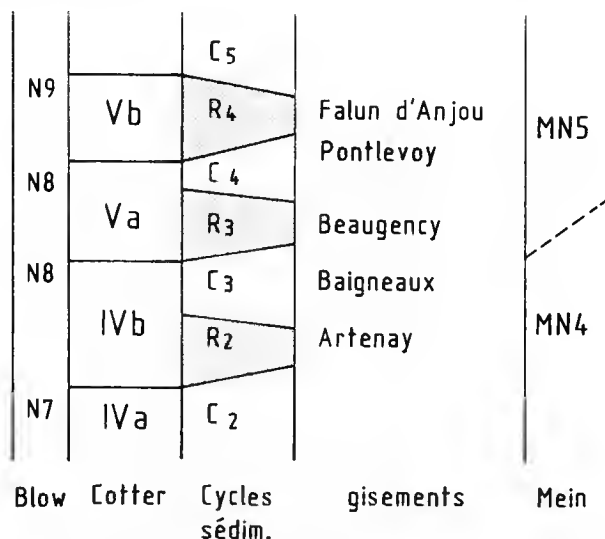 C5
N9 Vb R4 Falun d'Anjou MN5
Pontlevoy
N8 C4
Va R3 Beaugency
N8 C3 Baigneaux
IVb R2 Artenay MN4
N7 IVa C2
Blow Cotter Cycles gisements Mein
sédim.